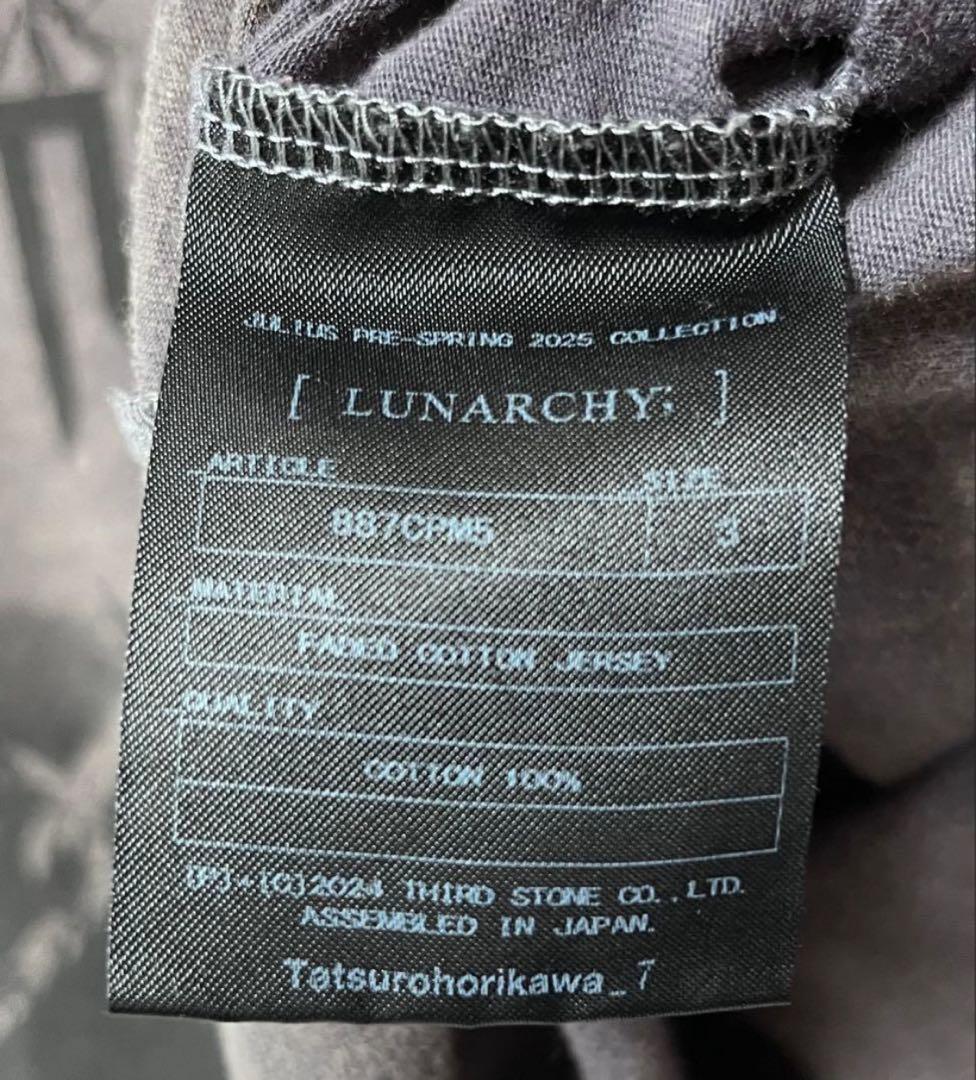 JULIUS PRE-SPRING 2025 COLLECTION
[ LUNARCHY; ]
ARTICLE SIZE
887CPM5 3
MATERIAL
FADED COTTON JERSEY
QUALITY
COTTON 100%
[P]+[C]2024 THIRD STONE CO.,LTD.
ASSEMBLED IN JAPAN.
Tatsurohorikawa_7